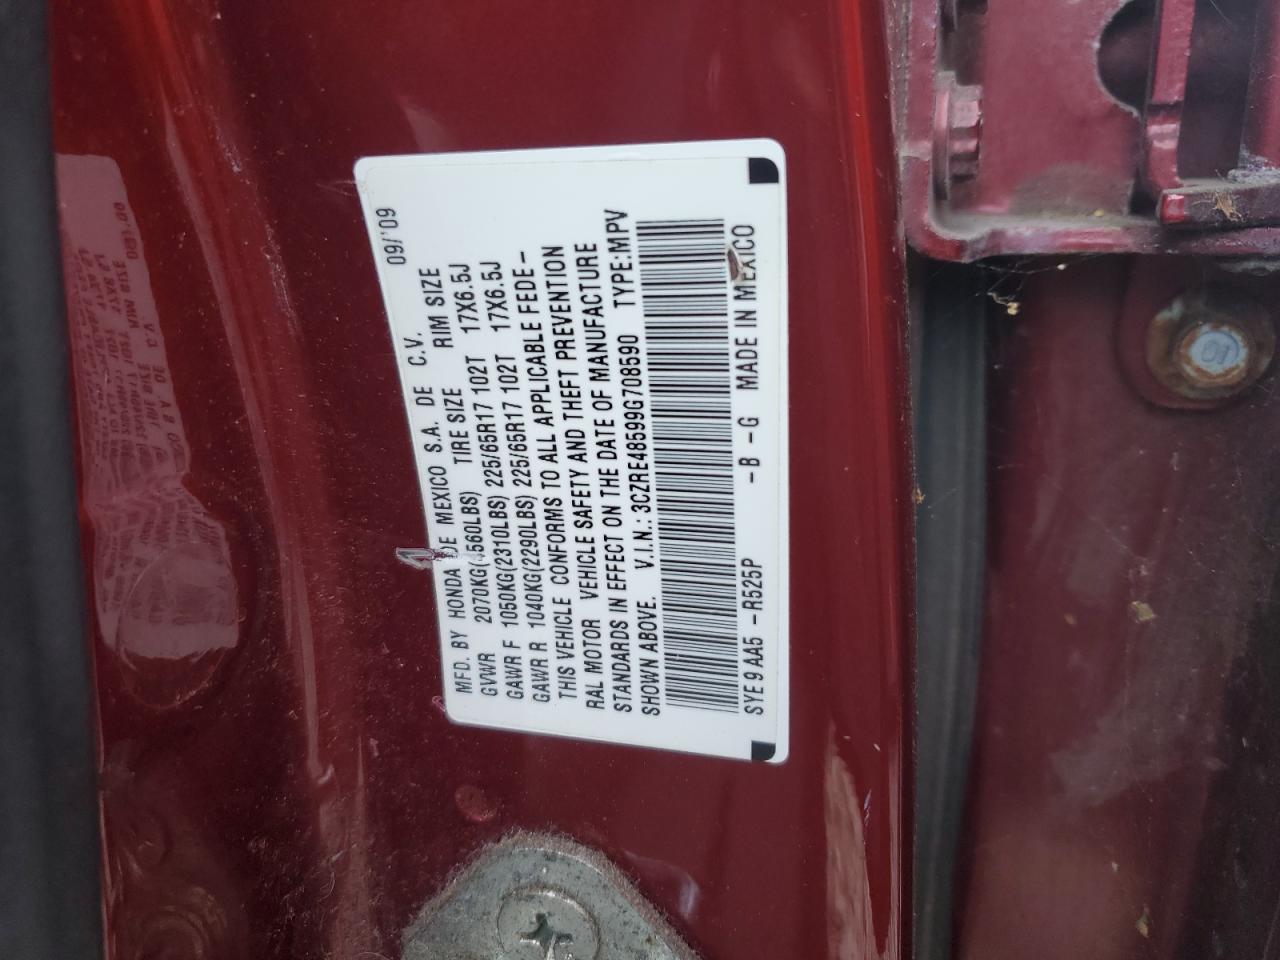 MFD. BY HONDA DE MEXICO S.A. DE C.V. 09/'09
GVWR 2070KG(4560LBS) TIRE SIZE RIM SIZE
GAWR F 1050KG(2310LBS) 225/65R17 102T 17X6.5J
GAWR R 1040KG(2290LBS) 225/65R17 102T 17X6.5J
THIS VEHICLE CONFORMS TO ALL APPLICABLE FEDE-
RAL MOTOR VEHICLE SAFETY AND THEFT PREVENTION
STANDARDS IN EFFECT ON THE DATE OF MANUFACTURE
SHOWN ABOVE. V.I.N.: 3CZRE48599G708590 TYPE:MPV
SYE9AA5 -R525P -B -G MADE IN MEXICO
10